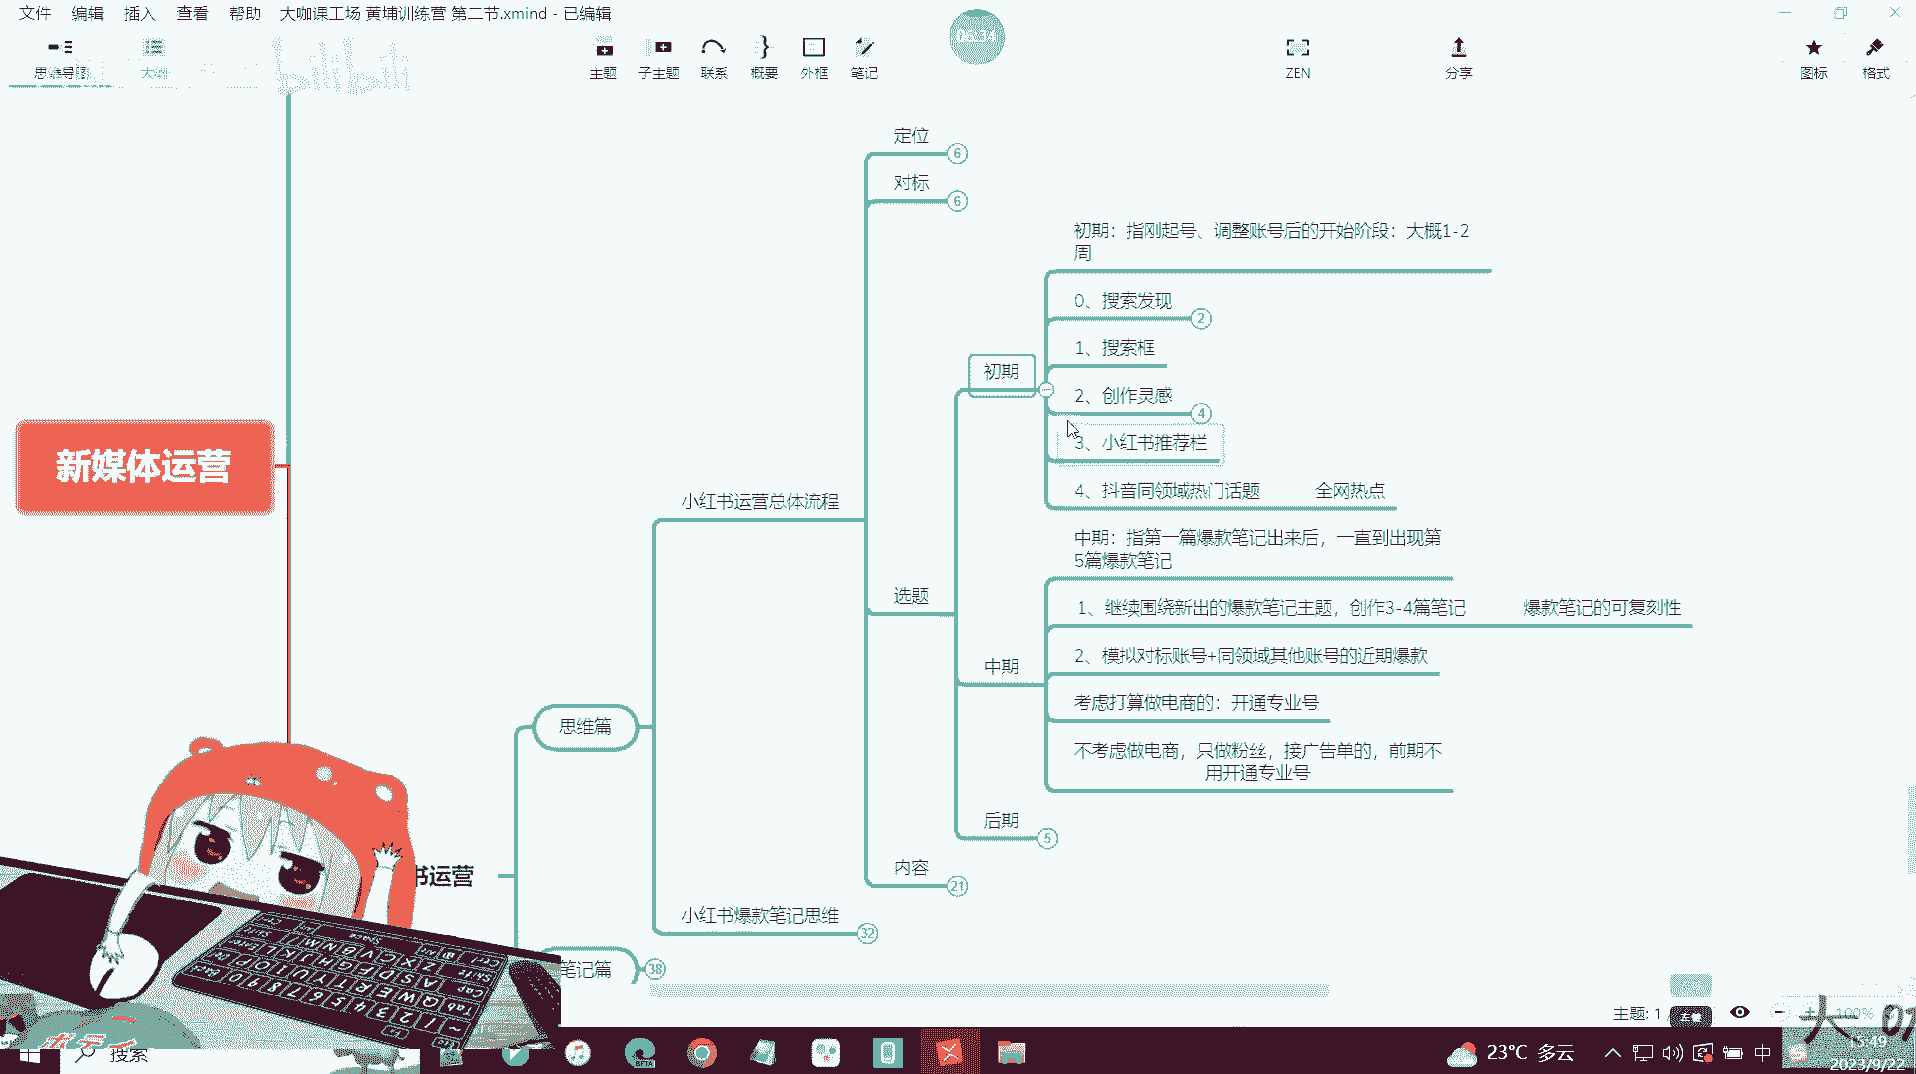 文件 编辑 插入 查看 帮助 大咖课工场 黄埔训练营 第二节.xmind - 已编辑
思维导图 大纲 主题 子主题 联系 概要 外框 笔记 ZEN 分享 图标 格式
bilibili
06:34
定位 6
对标 6
初期：指刚起号、调整账号后的开始阶段：大概1-2
周
0、搜索发现 2
1、搜索框
初期
2、创作灵感 4
3、小红书推荐栏
4、抖音同领域热门话题 全网热点
新媒体运营
小红书运营总体流程
选题
中期：指第一篇爆款笔记出来后，一直到出现第
5篇爆款笔记
1、继续围绕新出的爆款笔记主题，创作3-4篇笔记 爆款笔记的可复刻性
2、模拟对标账号+同领域其他账号的近期爆款
中期
考虑打算做电商的：开通专业号
不考虑做电商，只做粉丝，接广告单的，前期不
用开通专业号
思维篇
后期 5
内容 21
书运营
小红书爆款笔记思维 32
笔记篇 38
主题: 1
100%
搜索
23°C 多云
中
15:49
2023/9/22